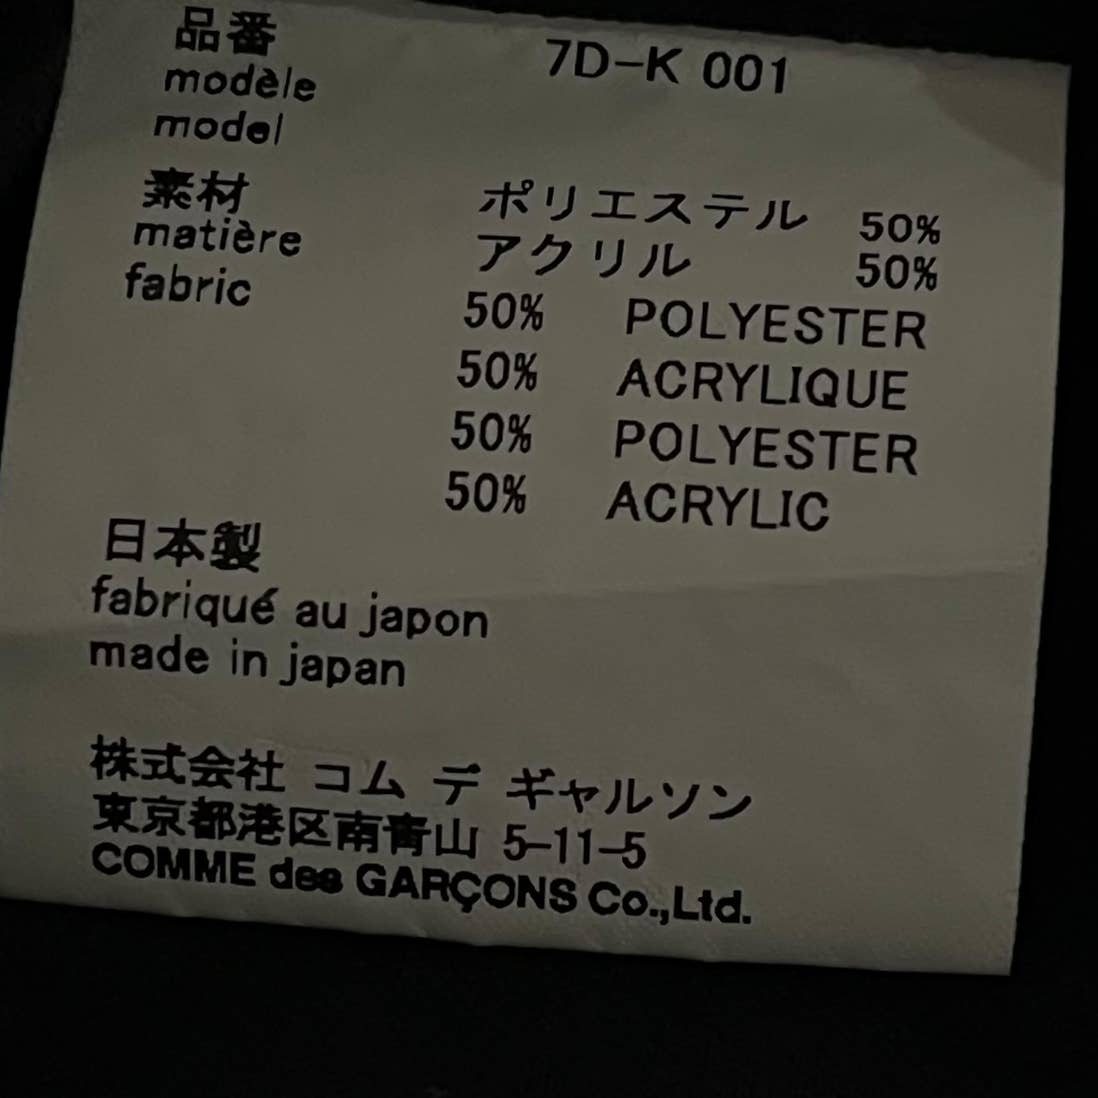 品番
modèle
model
7D-K 001
素材
matière
fabric
ポリエステル 50%
アクリル 50%
50% POLYESTER
50% ACRYLIQUE
50% POLYESTER
50% ACRYLIC
日本製
fabriqué au japon
made in japan
株式会社 コム デ ギャルソン
東京都港区南青山 5-11-5
COMME des GARÇONS Co.,Ltd.